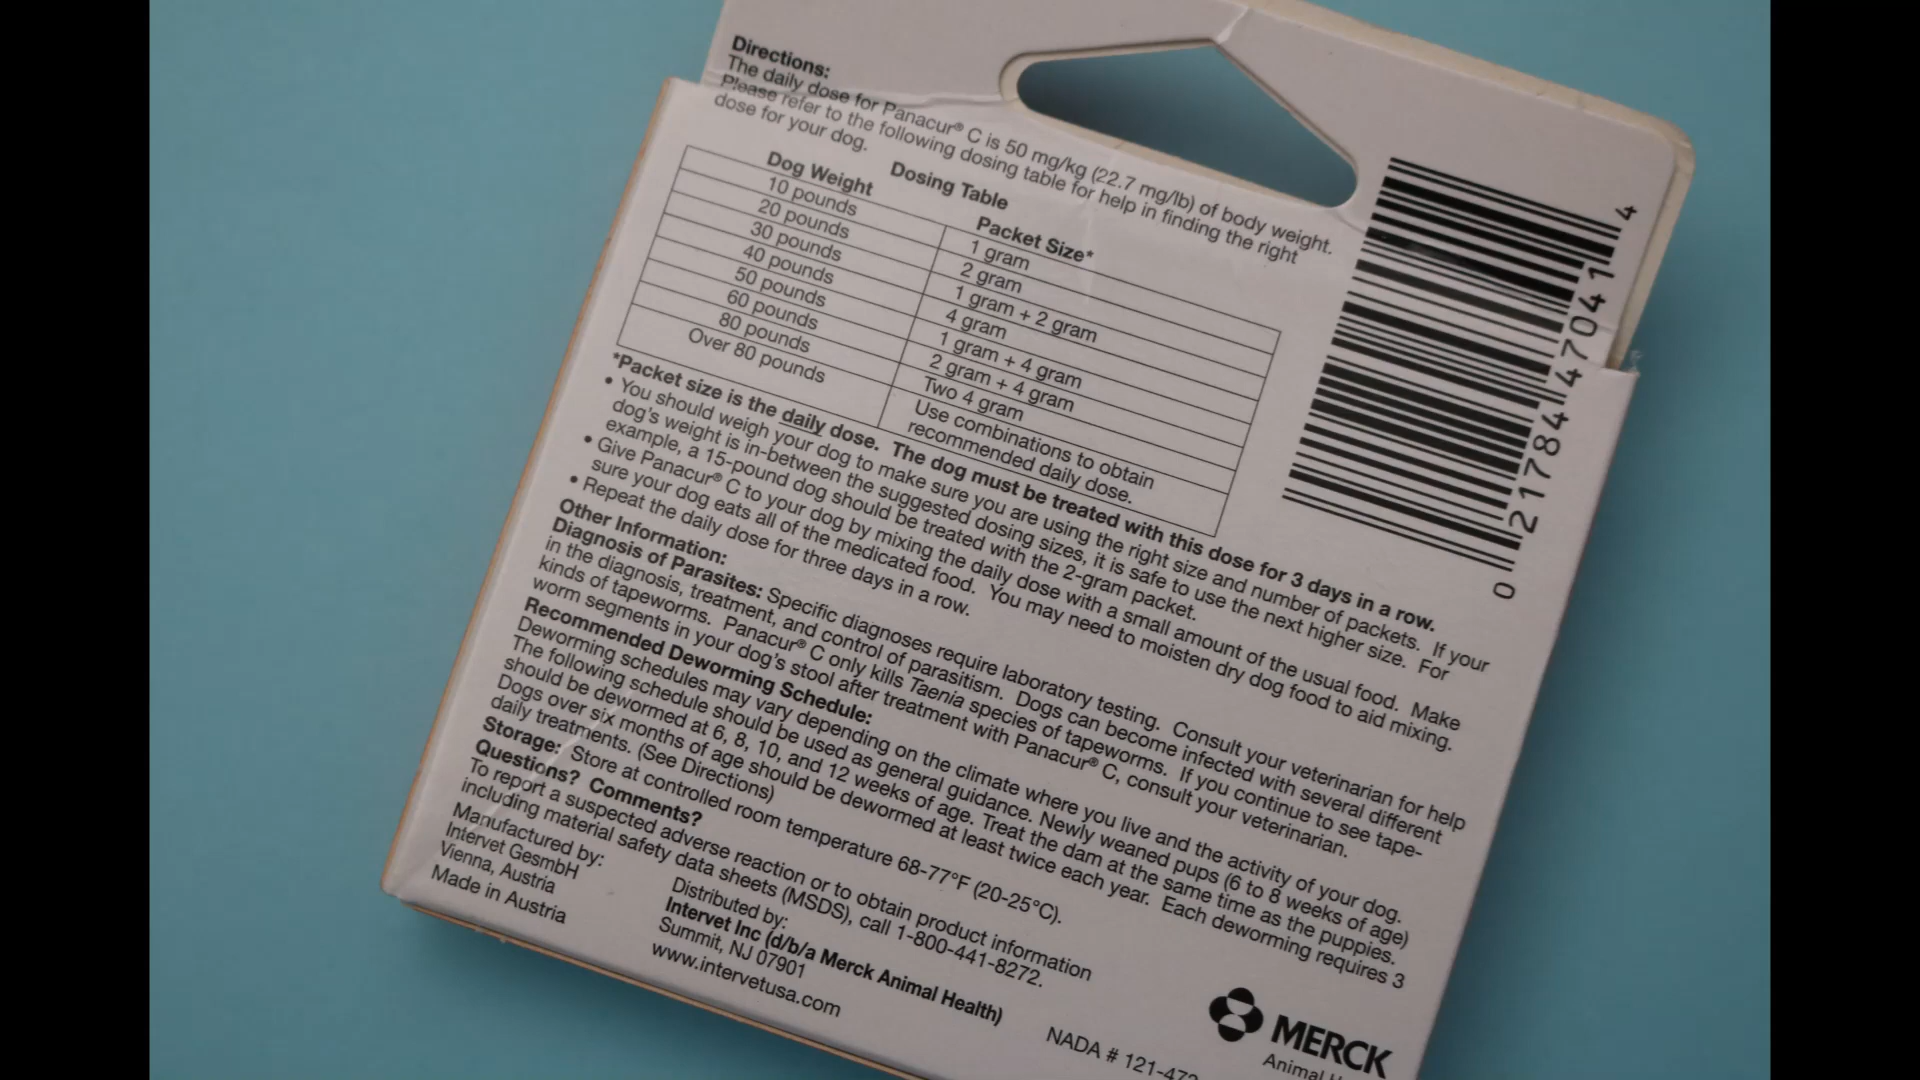 Directions:
The daily dose for Panacur® C is 50 mg/kg (22.7 mg/lb) of body weight.
Please refer to the following dosing table for help in finding the right
dose for your dog.
Dosing Table
Dog Weight Packet Size*
10 pounds 1 gram
20 pounds 2 gram
30 pounds 1 gram + 2 gram
40 pounds 4 gram
50 pounds 1 gram + 4 gram
60 pounds 2 gram + 4 gram
80 pounds Two 4 gram
Over 80 pounds Use combinations to obtain
recommended daily dose.
*Packet size is the daily dose. The dog must be treated with this dose for 3 days in a row.
• You should weigh your dog to make sure you are using the right size and number of packets. If your
dog's weight is in-between the suggested dosing sizes, it is safe to use the next higher size. For
example, a 15-pound dog should be treated with the 2-gram packet.
• Give Panacur® C to your dog by mixing the daily dose with a small amount of the usual food. Make
sure your dog eats all of the medicated food. You may need to moisten dry dog food to aid mixing.
• Repeat the daily dose for three days in a row.
Other Information:
Diagnosis of Parasites: Specific diagnoses require laboratory testing. Consult your veterinarian for help
in the diagnosis, treatment, and control of parasitism. Dogs can become infected with several different
kinds of tapeworms. Panacur® C only kills Taenia species of tapeworms. If you continue to see tape-
worm segments in your dog's stool after treatment with Panacur® C, consult your veterinarian.
Recommended Deworming Schedule:
Deworming schedules may vary depending on the climate where you live and the activity of your dog.
The following schedule should be used as general guidance. Newly weaned pups (6 to 8 weeks of age)
should be dewormed at 6, 8, 10, and 12 weeks of age. Treat the dam at the same time as the puppies.
Dogs over six months of age should be dewormed at least twice each year. Each deworming requires 3
daily treatments. (See Directions)
Storage: Store at controlled room temperature 68-77°F (20-25°C).
Questions? Comments?
To report a suspected adverse reaction or to obtain product information
including material safety data sheets (MSDS), call 1-800-441-8272.
Manufactured by:
Intervet GesmbH
Vienna, Austria
Made in Austria
Distributed by:
Intervet Inc (d/b/a Merck Animal Health)
Summit, NJ 07901
www.intervetusa.com
NADA # 121-473
MERCK
Animal
0 21784 47041 4